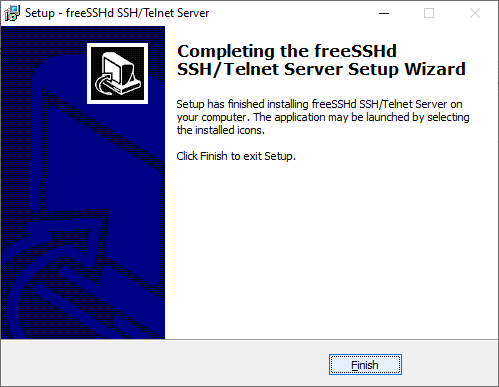 Setup - freeSSHd SSH/Telnet Server
Completing the freeSSHd
SSH/Telnet Server Setup Wizard
Setup has finished installing freeSSHd SSH/Telnet Server on
your computer. The application may be launched by selecting
the installed icons.
Click Finish to exit Setup.
Finish